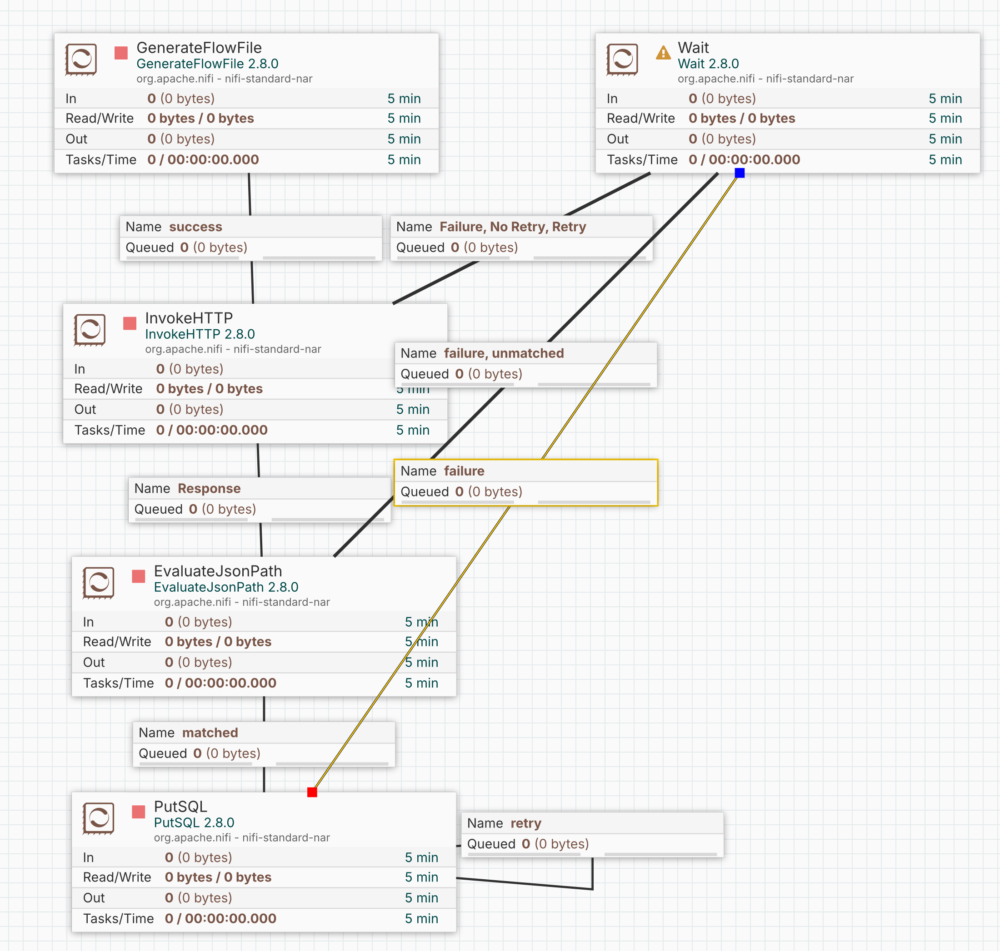 GenerateFlowFile
GenerateFlowFile 2.8.0
org.apache.nifi - nifi-standard-nar
In 0 (0 bytes) 5 min
Read/Write 0 bytes / 0 bytes 5 min
Out 0 (0 bytes) 5 min
Tasks/Time 0 / 00:00:00.000 5 min
Wait
Wait 2.8.0
org.apache.nifi - nifi-standard-nar
In 0 (0 bytes) 5 min
Read/Write 0 bytes / 0 bytes 5 min
Out 0 (0 bytes) 5 min
Tasks/Time 0 / 00:00:00.000 5 min
Name success
Queued 0 (0 bytes)
Name Failure, No Retry, Retry
Queued 0 (0 bytes)
InvokeHTTP
InvokeHTTP 2.8.0
org.apache.nifi - nifi-standard-nar
In 0 (0 bytes)
Read/Write 0 bytes / 0 bytes 5 min
Out 0 (0 bytes) 5 min
Tasks/Time 0 / 00:00:00.000 5 min
Name failure, unmatched
Queued 0 (0 bytes)
Name failure
Queued 0 (0 bytes)
Name Response
Queued 0 (0 bytes)
EvaluateJsonPath
EvaluateJsonPath 2.8.0
org.apache.nifi - nifi-standard-nar
In 0 (0 bytes) 5 min
Read/Write 0 bytes / 0 bytes 5 min
Out 0 (0 bytes) 5 min
Tasks/Time 0 / 00:00:00.000 5 min
Name matched
Queued 0 (0 bytes)
PutSQL
PutSQL 2.8.0
org.apache.nifi - nifi-standard-nar
In 0 (0 bytes) 5 min
Read/Write 0 bytes / 0 bytes 5 min
Out 0 (0 bytes) 5 min
Tasks/Time 0 / 00:00:00.000 5 min
Name retry
Queued 0 (0 bytes)